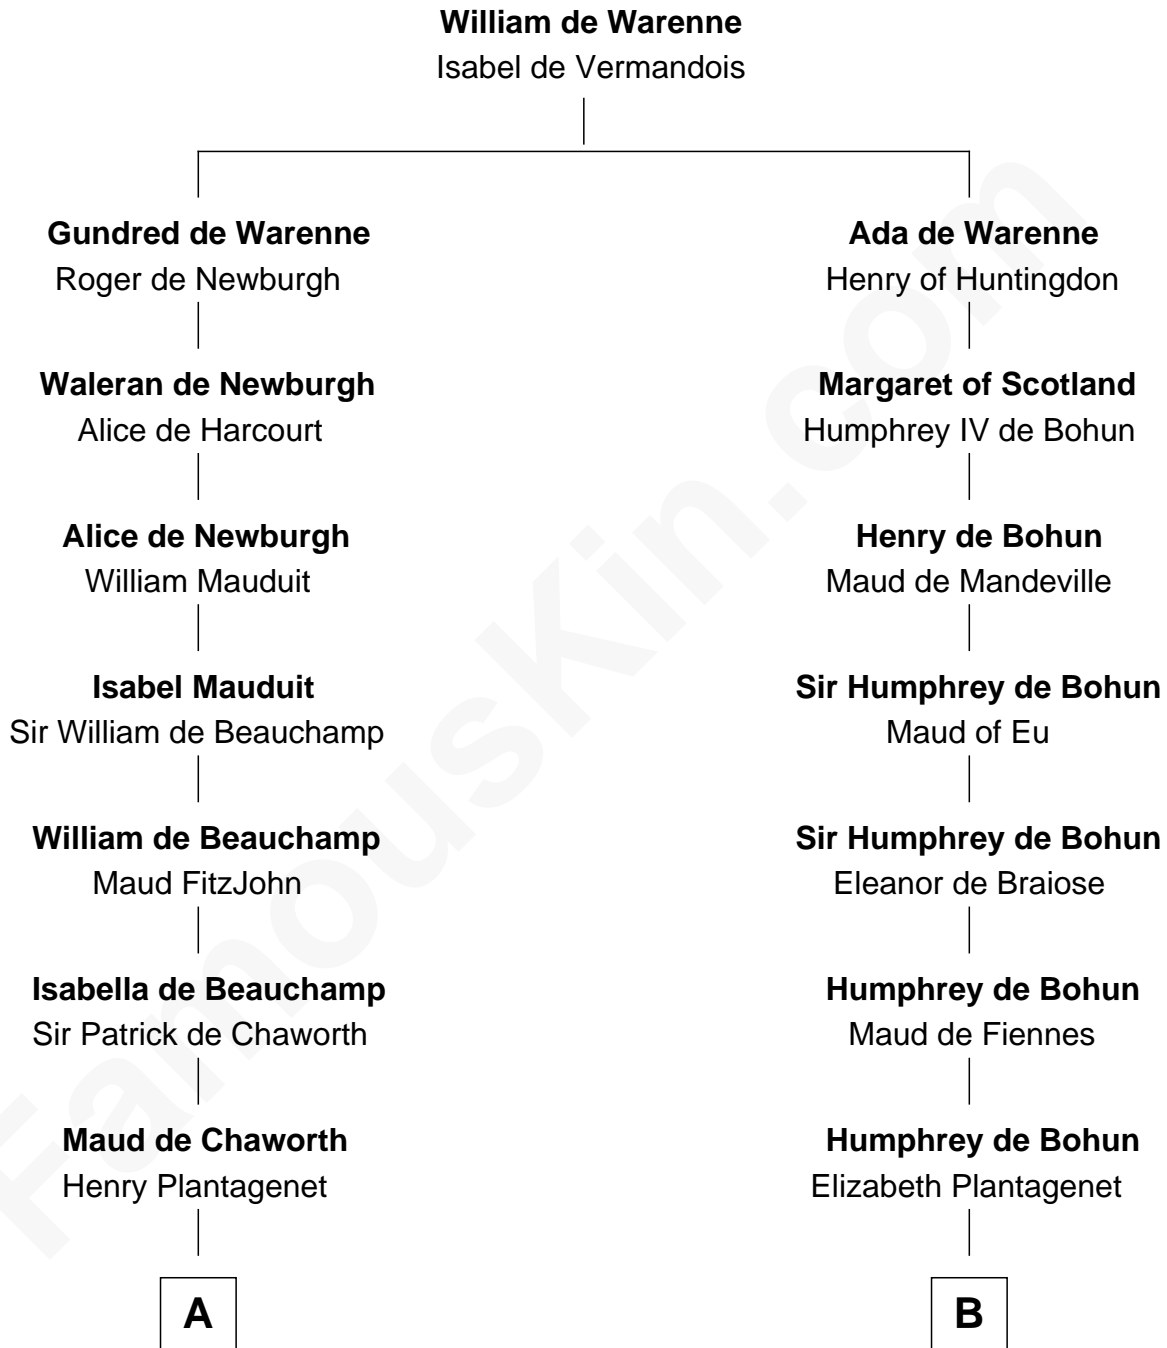 William de Warenne
Isabel de Vermandois
Gundred de Warenne
Roger de Newburgh
Ada de Warenne
Henry of Huntingdon
Waleran de Newburgh
Alice de Harcourt
Margaret of Scotland
Humphrey IV de Bohun
Alice de Newburgh
William Mauduit
Henry de Bohun
Maud de Mandeville
Isabel Mauduit
Sir William de Beauchamp
Sir Humphrey de Bohun
Maud of Eu
William de Beauchamp
Maud FitzJohn
Sir Humphrey de Bohun
Eleanor de Braiose
Isabella de Beauchamp
Sir Patrick de Chaworth
Humphrey de Bohun
Maud de Fiennes
Maud de Chaworth
Henry Plantagenet
Humphrey de Bohun
Elizabeth Plantagenet
A
B
FamousKin.com